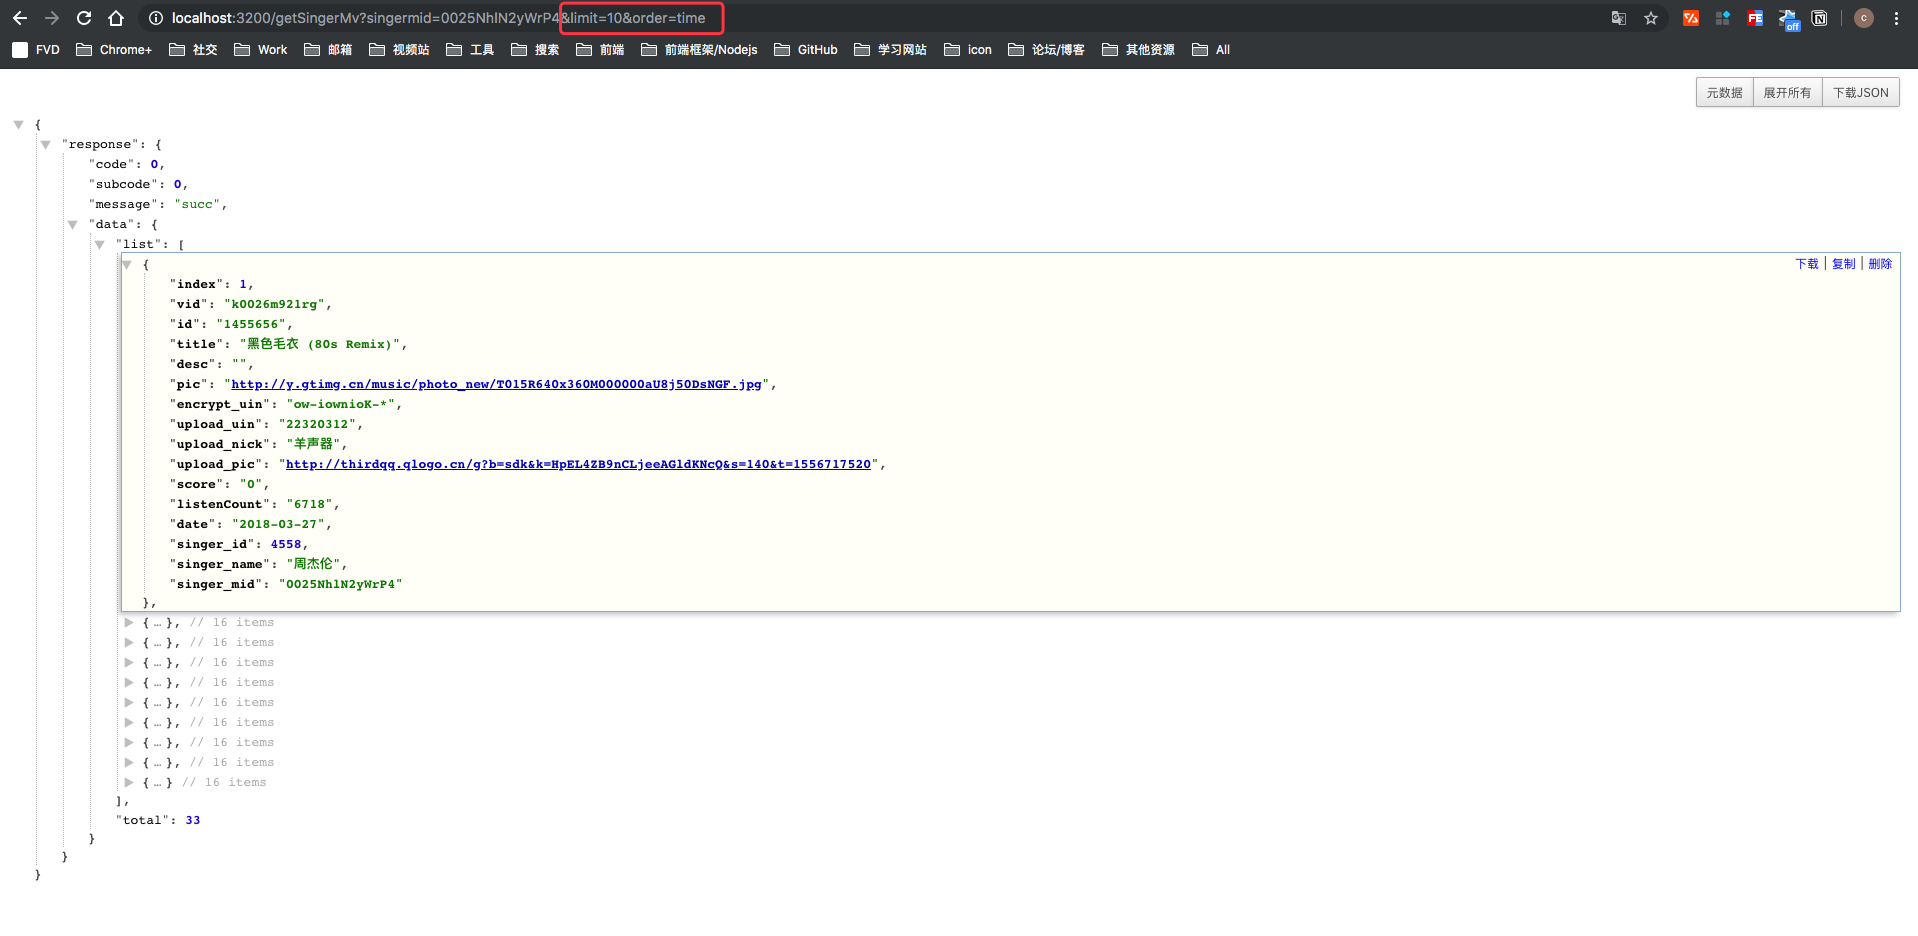 localhost:3200/getSingerMv?singermid=0025NhlN2yWrP4&limit=10&order=time
FE
off
N
c
FVD Chrome+ 社交 Work 邮箱 视频站 工具 搜索 前端 前端框架/Nodejs GitHub 学习网站 icon 论坛/博客 其他资源 All
元数据 展开所有 下载JSON
{
"response": {
"code": 0,
"subcode": 0,
"message": "succ",
"data": {
"list": [
{
下载 | 复制 | 删除
"index": 1,
"vid": "k0026m921rg",
"id": "1455656",
"title": "黑色毛衣 (80s Remix)",
"desc": "",
"pic": "http://y.gtimg.cn/music/photo_new/T015R640x360M000000aU8j50DsNGF.jpg",
"encrypt_uin": "ow-iownioK-*",
"upload_uin": "22320312",
"upload_nick": "羊声器",
"upload_pic": "http://thirdqq.qlogo.cn/g?b=sdk&k=HpEL4ZB9nCLjeeAGldKNcQ&s=140&t=1556717520",
"score": "0",
"listenCount": "6718",
"date": "2018-03-27",
"singer_id": 4558,
"singer_name": "周杰伦",
"singer_mid": "0025NhlN2yWrP4"
},
{ … }, // 16 items
{ … }, // 16 items
{ … }, // 16 items
{ … }, // 16 items
{ … }, // 16 items
{ … }, // 16 items
{ … }, // 16 items
{ … }, // 16 items
{ … } // 16 items
],
"total": 33
}
}
}